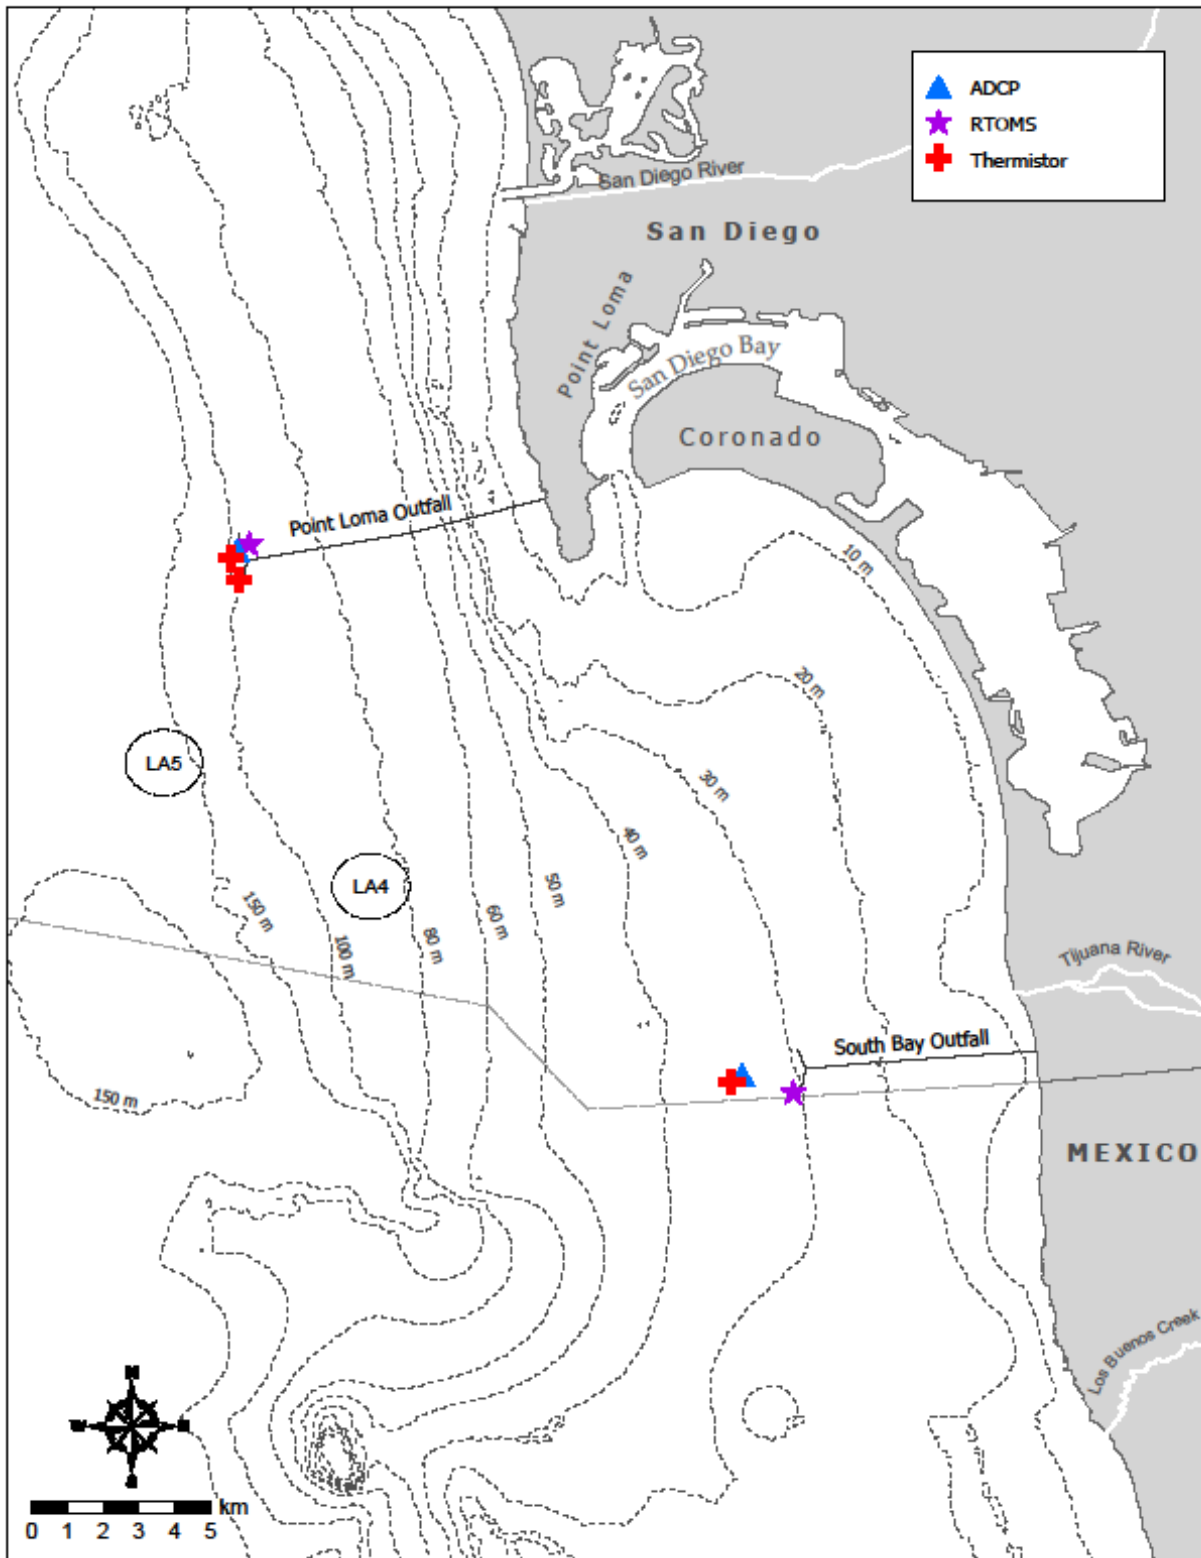 ADCP
RTOMS
Thermistor
San Diego River
San Diego
Point Loma
San Diego Bay
Coronado
Point Loma Outfall
10 m
20 m
LA5
30 m
40 m
LA4
50 m
150 m
60 m
80 m
100 m
Tijuana River
South Bay Outfall
150 m
MEXICO
Los Buenos Creek
N
S
km
0 1 2 3 4 5